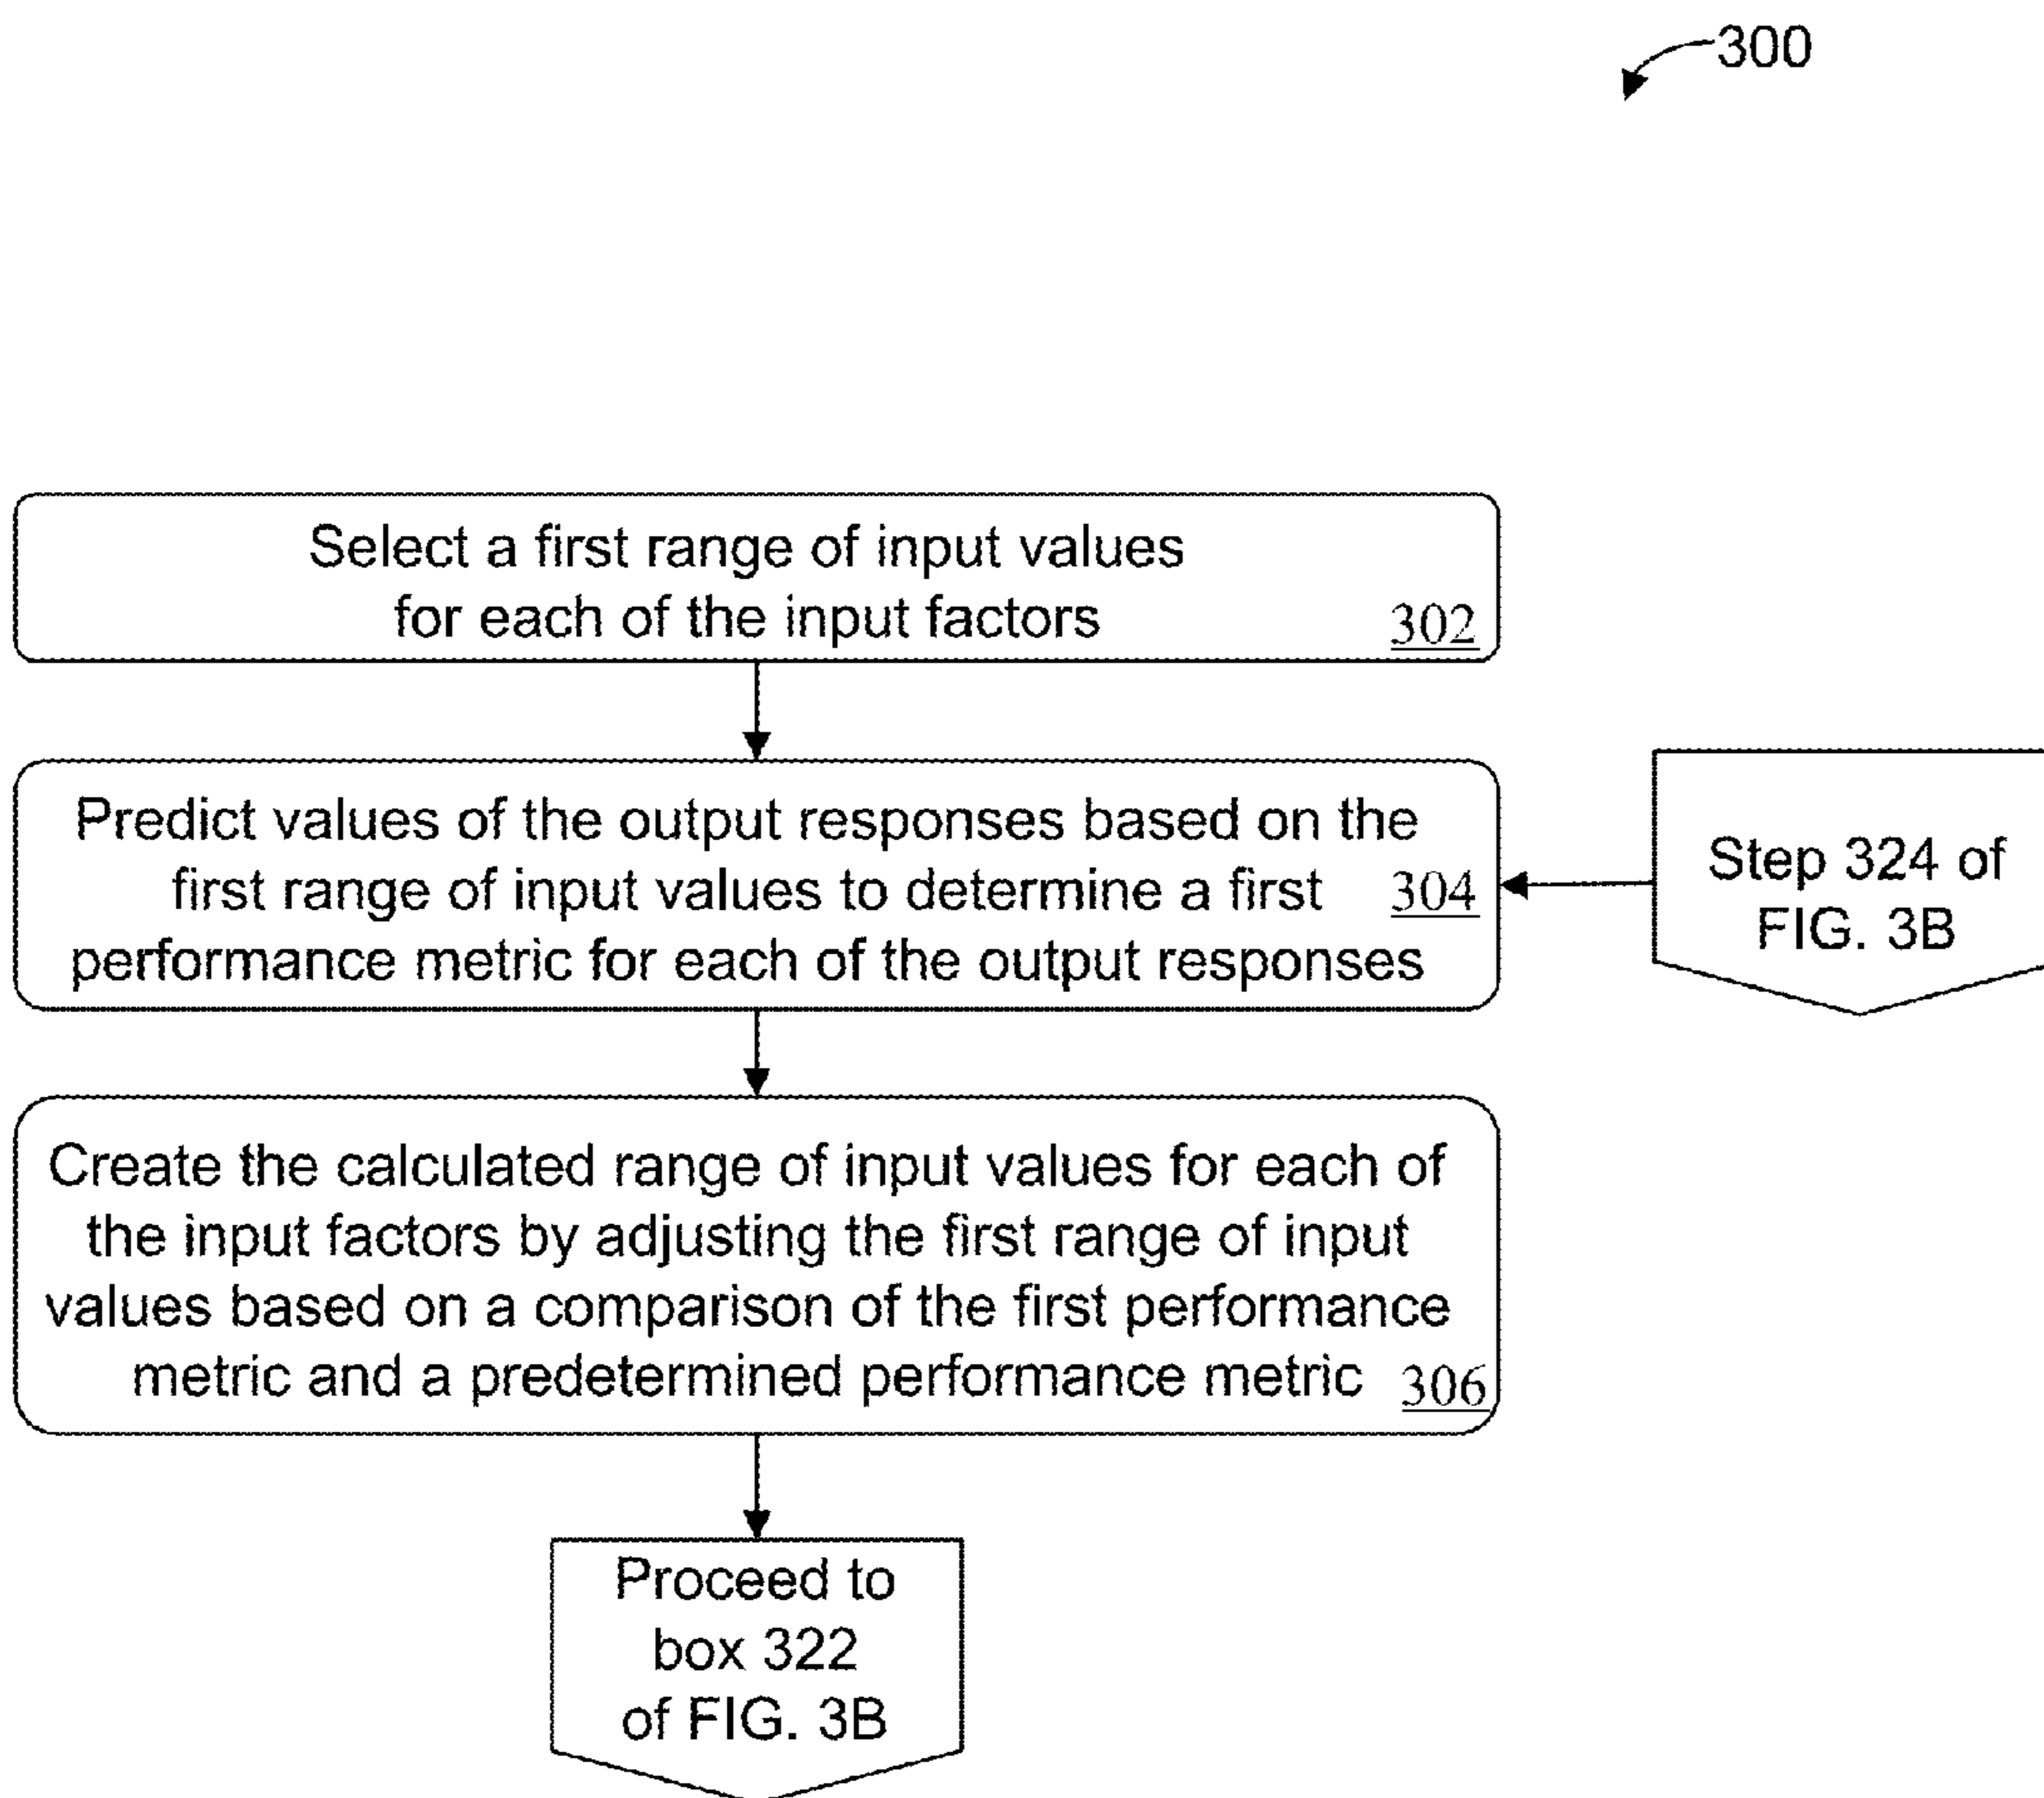 300
Select a first range of input values
for each of the input factors
302
Predict values of the output responses based on the
first range of input values to determine a first
304
performance metric for each of the output responses
Step 324 of
FIG. 3B
Create the calculated range of input values for each of
the input factors by adjusting the first range of input
values based on a comparison of the first performance
metric and a predetermined performance metric
306
Proceed to
box 322
of FIG. 3B